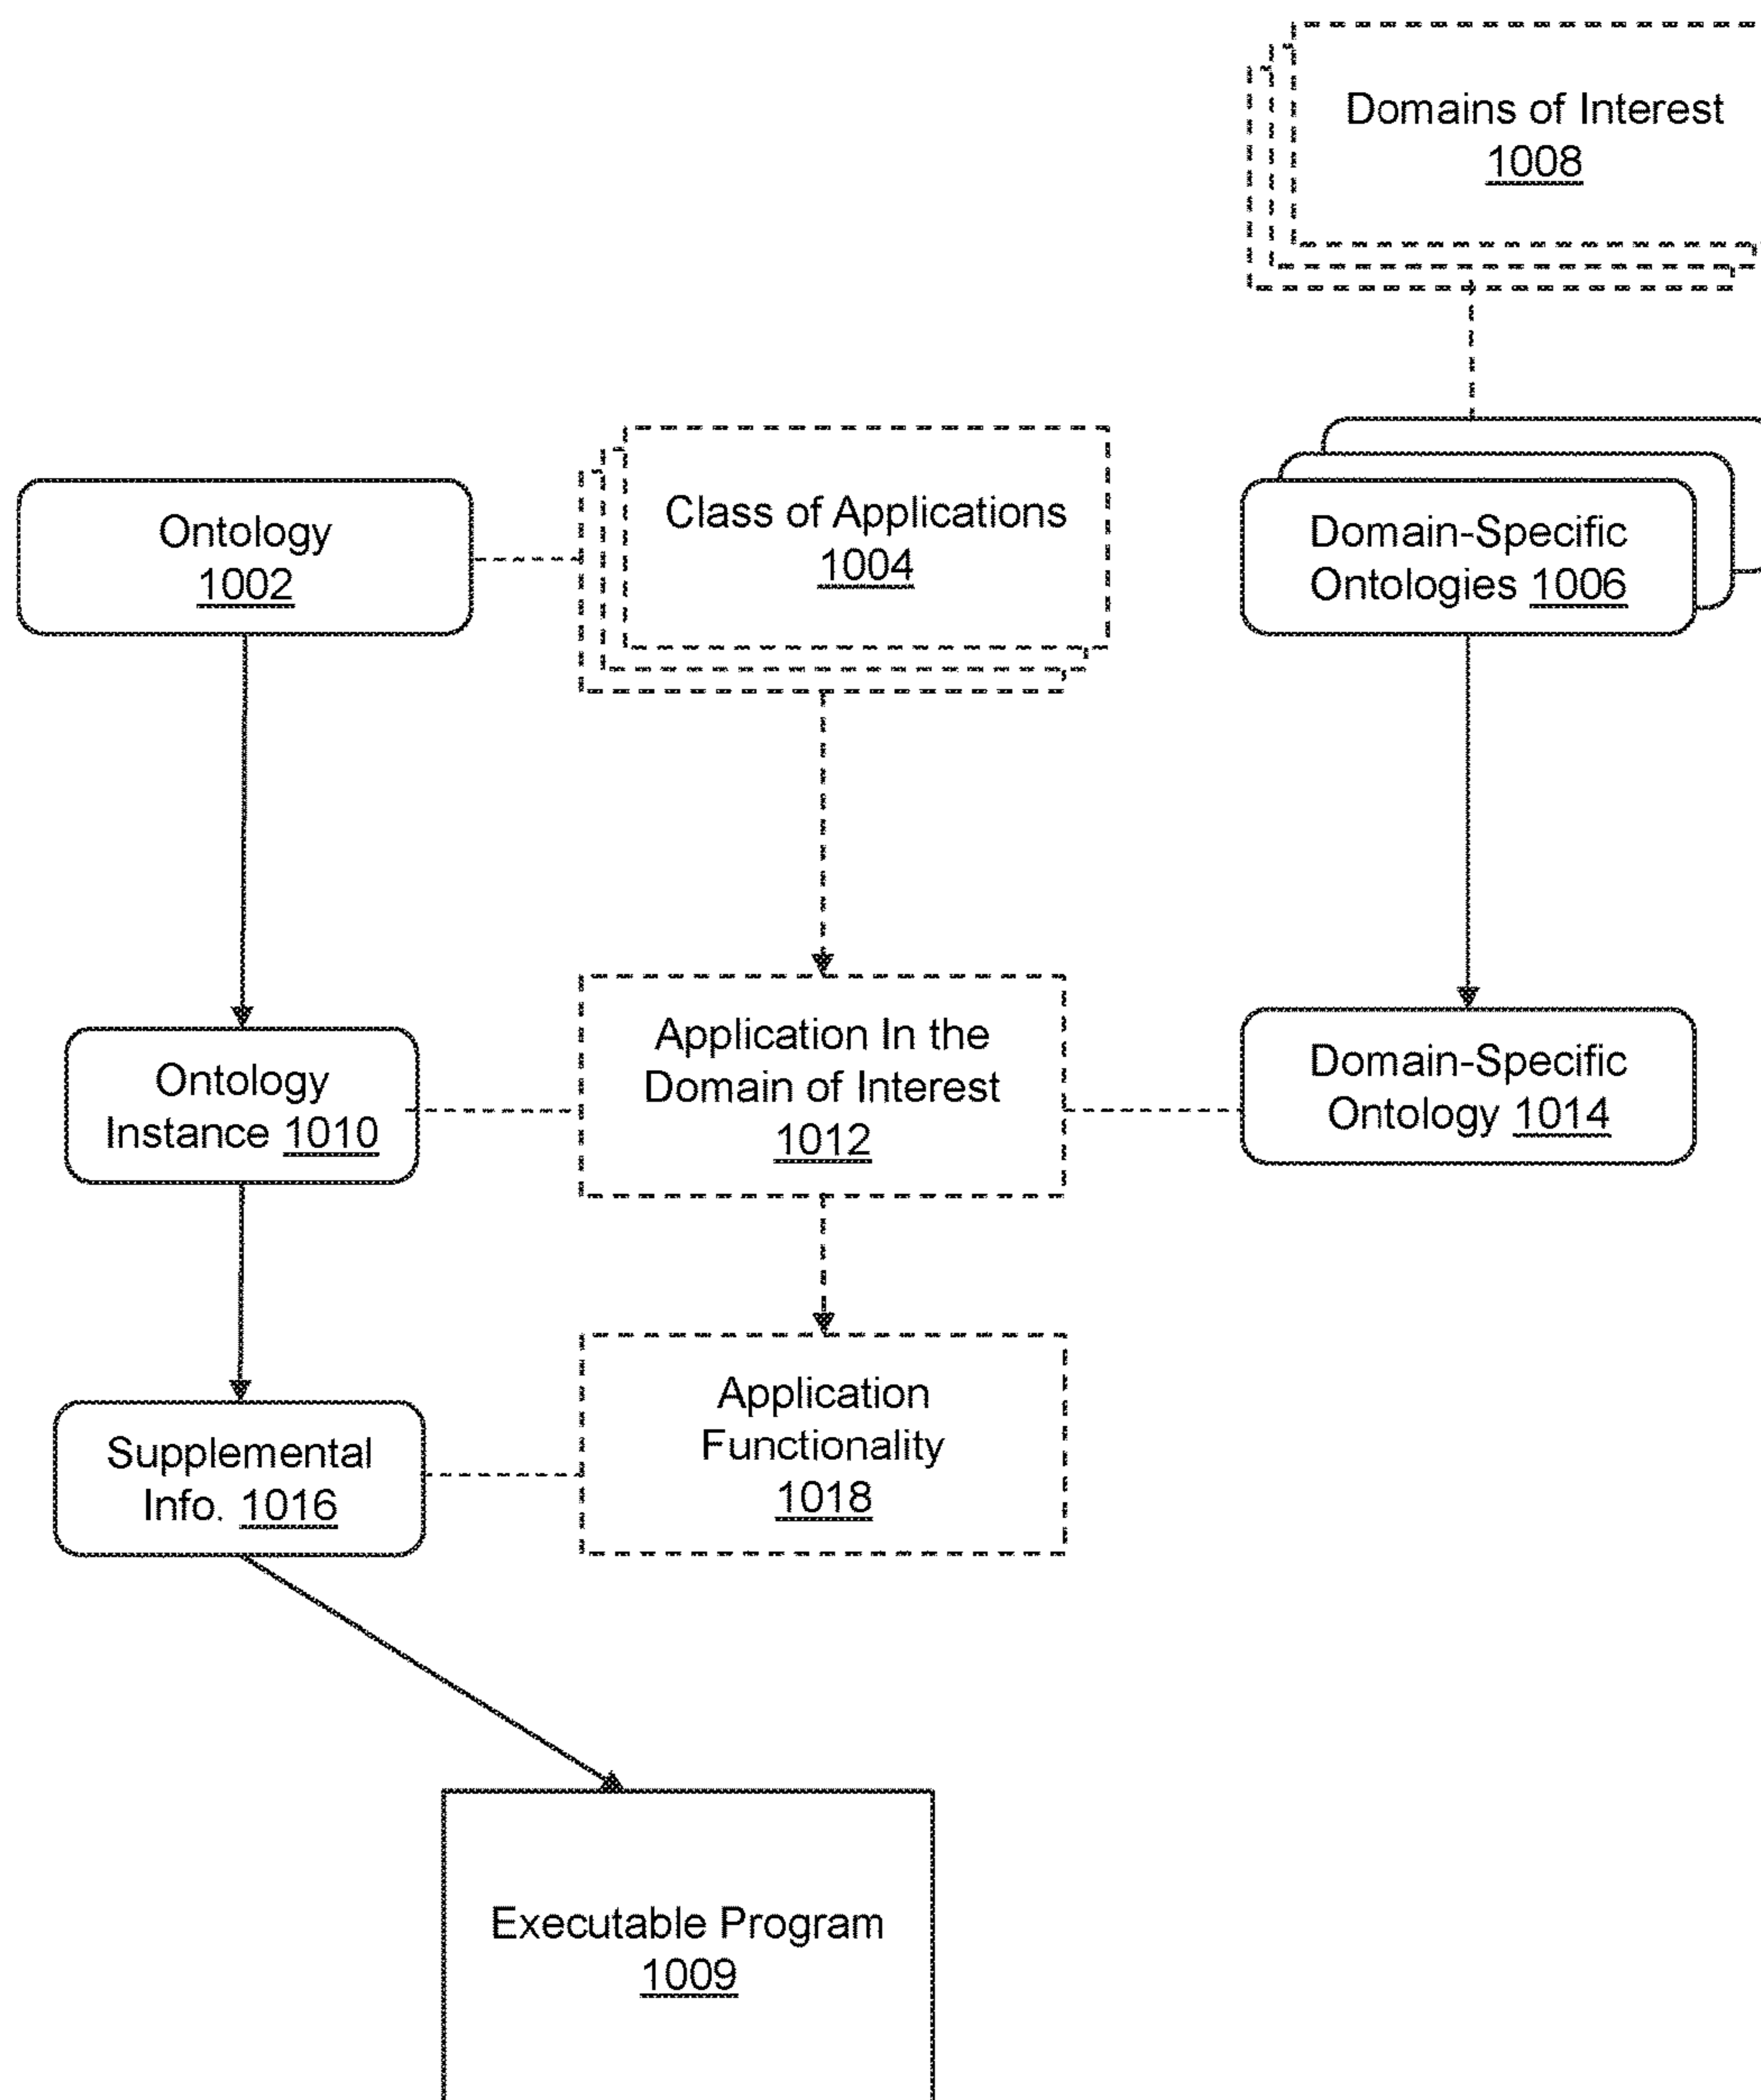 Domains of Interest
1008
Ontology
1002
Class of Applications
1004
Domain-Specific
Ontologies 1006
Ontology
Instance 1010
Application In the
Domain of Interest
1012
Domain-Specific
Ontology 1014
Supplemental
Info. 1016
Application
Functionality
1018
Executable Program
1009